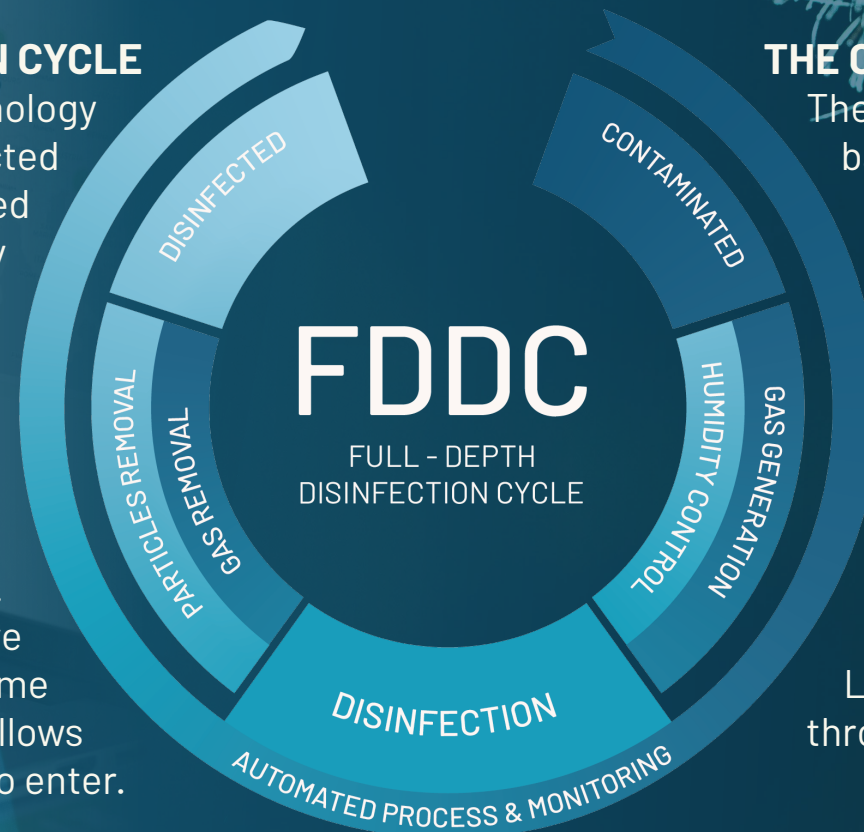 N CYCLE
nology
cted
ed
y
THE C
The
b
DISINFECTED
CONTAMINATED
FDDC
FULL - DEPTH
DISINFECTION CYCLE
PARTICLES REMOVAL
GAS REMOVAL
HUMIDITY CONTROL
GAS GENERATION
DISINFECTION
AUTOMATED PROCESS & MONITORING
e
me
llows
o enter.
L
thro